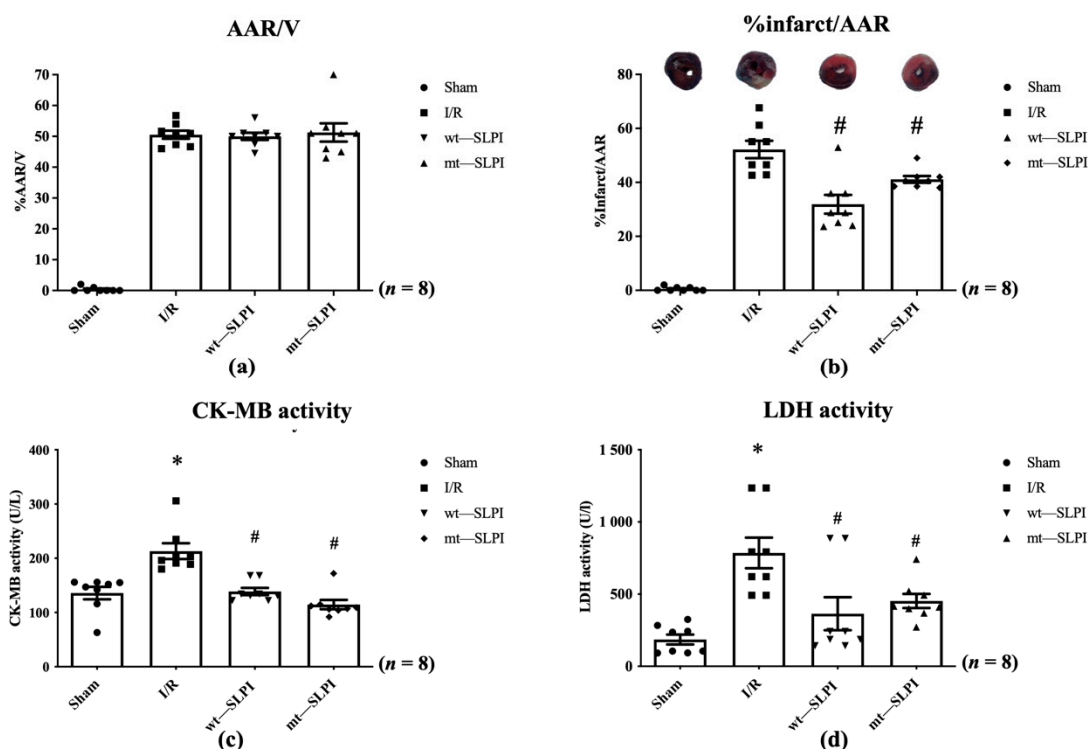 AAR/V
%AAR/V
70
60
50
40
30
20
10
0
Sham
I/R
wt—SLPI
mt—SLPI
Sham
I/R
wt—SLPI
mt—SLPI
(n = 8)
(a)
%infarct/AAR
%Infarct/AAR
80
60
40
20
0
#
#
Sham
I/R
wt—SLPI
mt—SLPI
Sham
I/R
wt—SLPI
mt—SLPI
(n = 8)
(b)
CK-MB activity
CK-MB activity (U/L)
400
300
200
100
0
*
#
#
Sham
I/R
wt—SLPI
mt—SLPI
Sham
I/R
wt—SLPI
mt—SLPI
(n = 8)
(c)
LDH activity
LDH activity (U/l)
1 500
1 000
500
0
*
#
#
Sham
I/R
wt—SLPI
mt—SLPI
Sham
I/R
wt—SLPI
mt—SLPI
(n = 8)
(d)